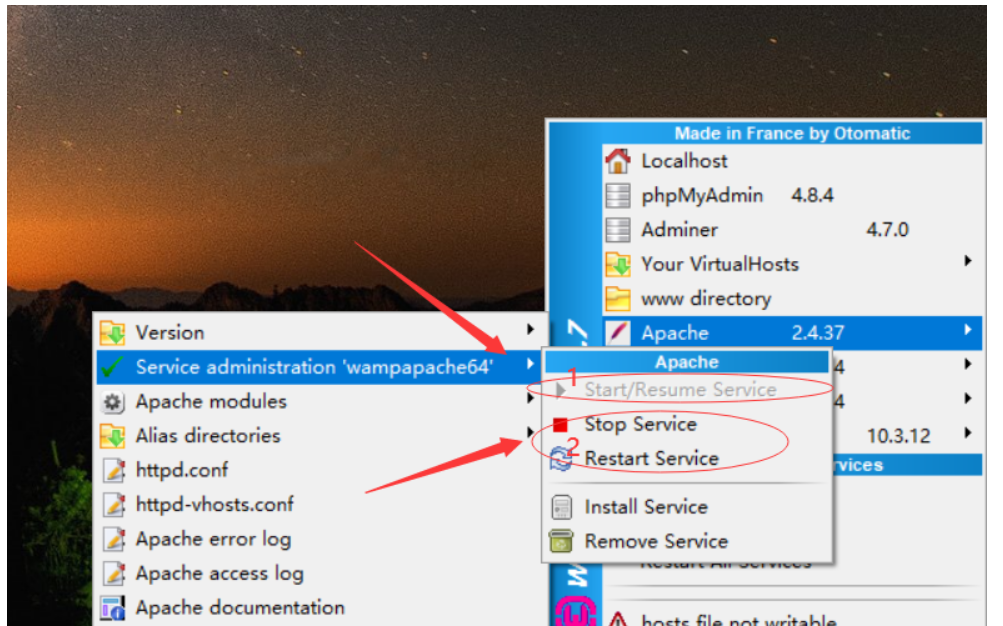 Made in France by Otomatic
Localhost
phpMyAdmin 4.8.4
Adminer 4.7.0
Your VirtualHosts
www directory
Apache 2.4.37
4
4
10.3.12
rvices
Restart All Services
hosts file not writable
.7
w
Version
Service administration 'wampapache64'
Apache modules
Alias directories
httpd.conf
httpd-vhosts.conf
Apache error log
Apache access log
Apache documentation
Apache
1
Start/Resume Service
Stop Service
2
Restart Service
Install Service
Remove Service